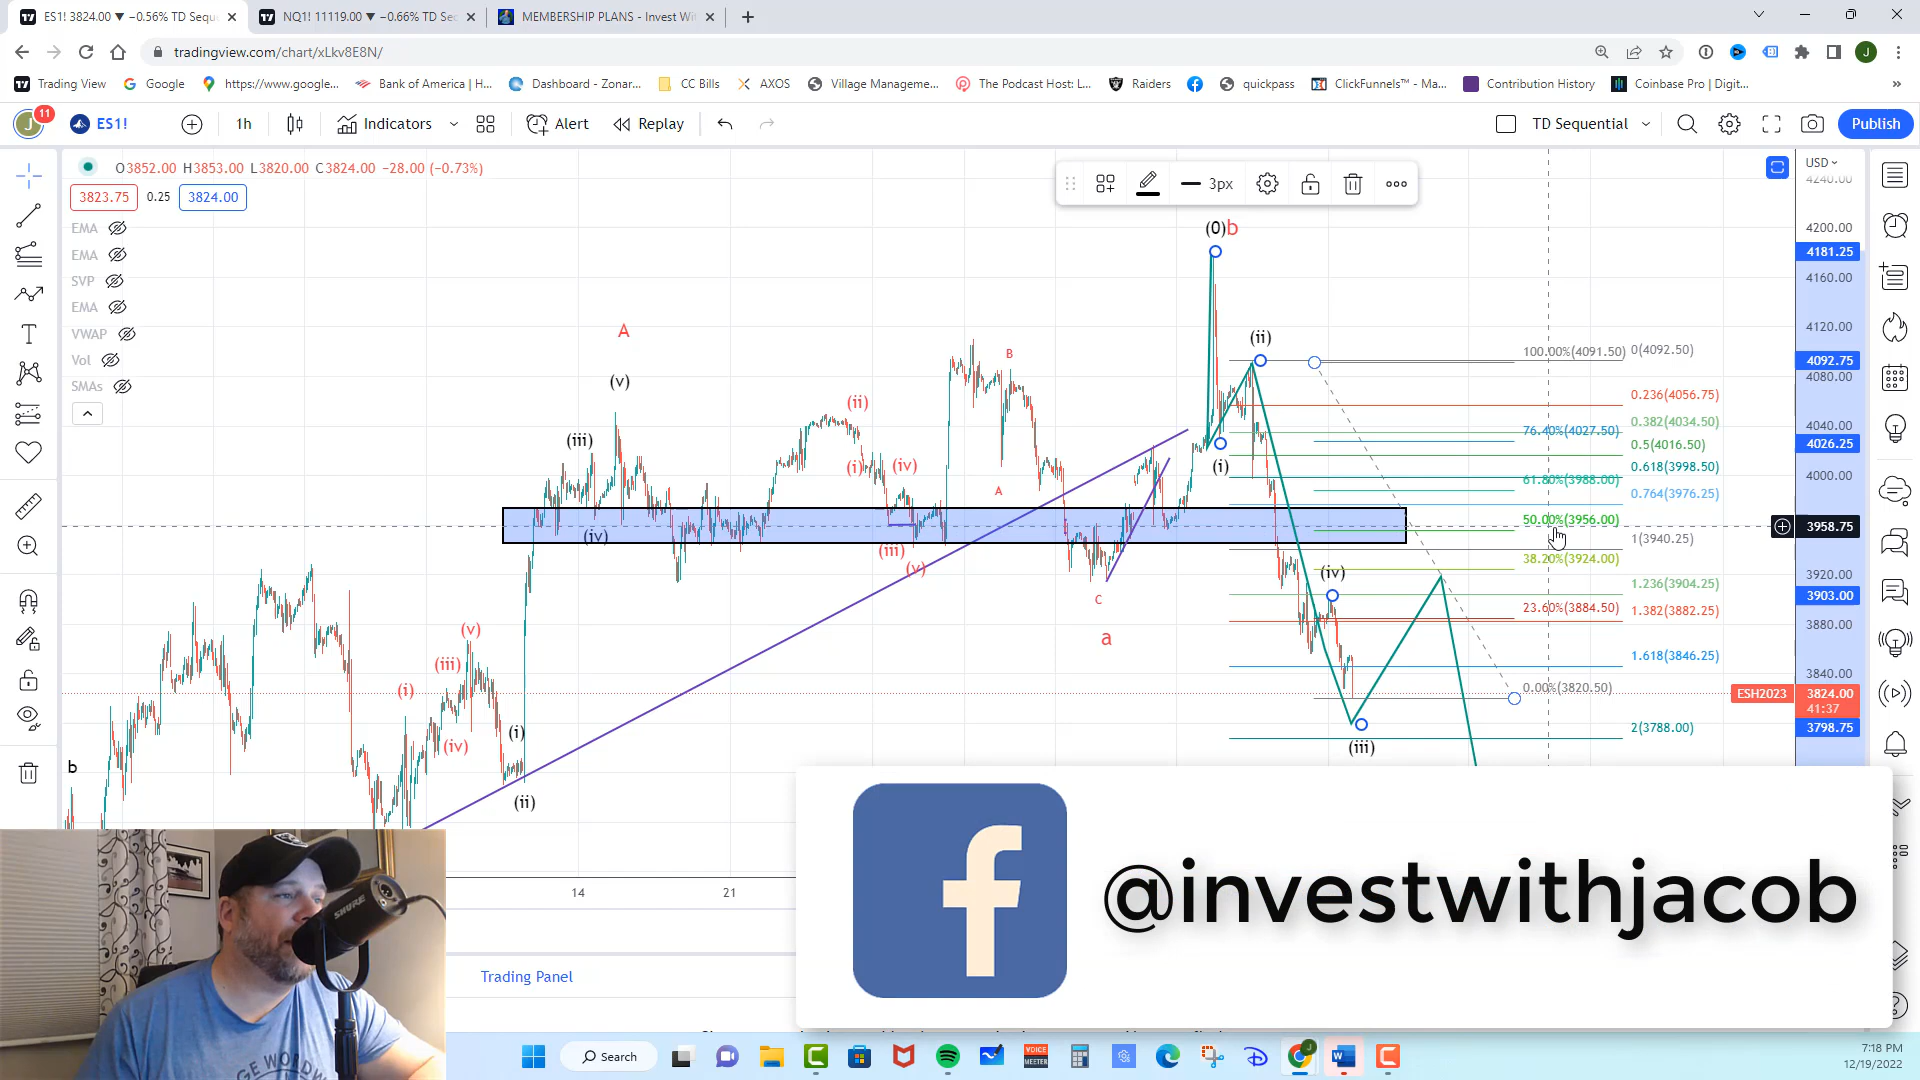 ES1! 3824.00 ▼ −0.56% TD Sequ
NQ1! 11119.00 ▼ −0.66% TD Sec
MEMBERSHIP PLANS - Invest Wi
tradingview.com/chart/xLkv8E8N/
Trading View
Google
https://www.google...
Bank of America | H...
Dashboard - Zonar...
CC Bills
AXOS
Village Manageme...
The Podcast Host: L...
Raiders
quickpass
ClickFunnels™ - Ma...
Contribution History
Coinbase Pro | Digit...
J
11
ES1!
1h
Indicators
Alert
Replay
TD Sequential
Publish
O3852.00 H3853.00 L3820.00 C3824.00 −28.00 (−0.73%)
3823.75
0.25
3824.00
EMA
EMA
SVP
EMA
VWAP
Vol
SMAs
3px
USD
4240.00
4200.00
4181.25
4160.00
4120.00
4092.75
4080.00
4040.00
4026.25
4000.00
3958.75
3920.00
3903.00
3880.00
3840.00
ESH2023
3824.00
41:37
3798.75
(0)b
(ii)
A
(v)
(iii)
(iv)
(ii)
(i)
(iv)
(iii)
(v)
B
A
C
a
(i)
(iv)
(iii)
(v)
(iii)
(i)
(iv)
(i)
(ii)
b
100.00%(4091.50)
0(4092.50)
0.236(4056.75)
0.382(4034.50)
76.40%(4027.50)
0.5(4016.50)
0.618(3998.50)
61.80%(3988.00)
0.764(3976.25)
50.00%(3956.00)
1(3940.25)
38.20%(3924.00)
1.236(3904.25)
23.60%(3884.50)
1.382(3882.25)
1.618(3846.25)
0.00%(3820.50)
2(3788.00)
14
21
Trading Panel
f
@investwithjacob
SHURE
Search
VOICE
MEETER
7:18 PM
12/19/2022